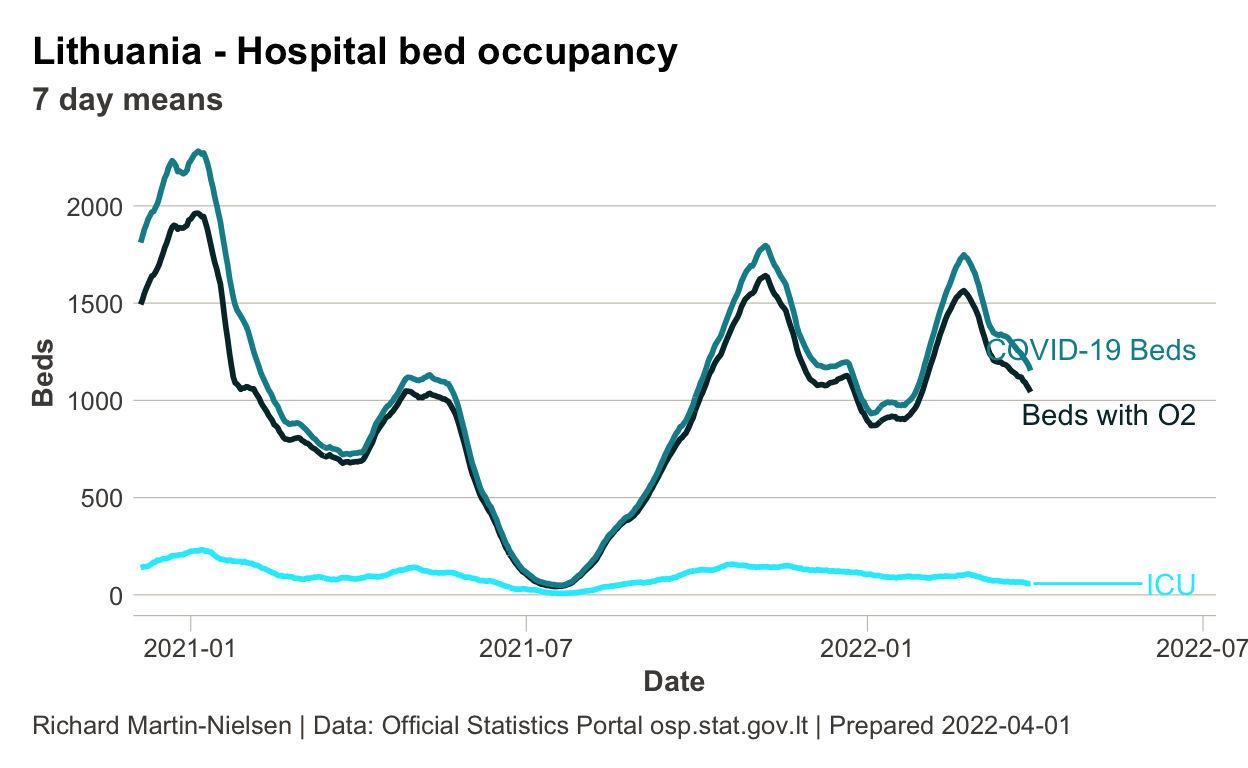 Lithuania - Hospital bed occupancy
7 day means
2000
1500
1000
500
0
Beds
COVID-19 Beds
Beds with O2
ICU
2021-01 2021-07 2022-01 2022-07
Date
Richard Martin-Nielsen | Data: Official Statistics Portal osp.stat.gov.lt | Prepared 2022-04-01